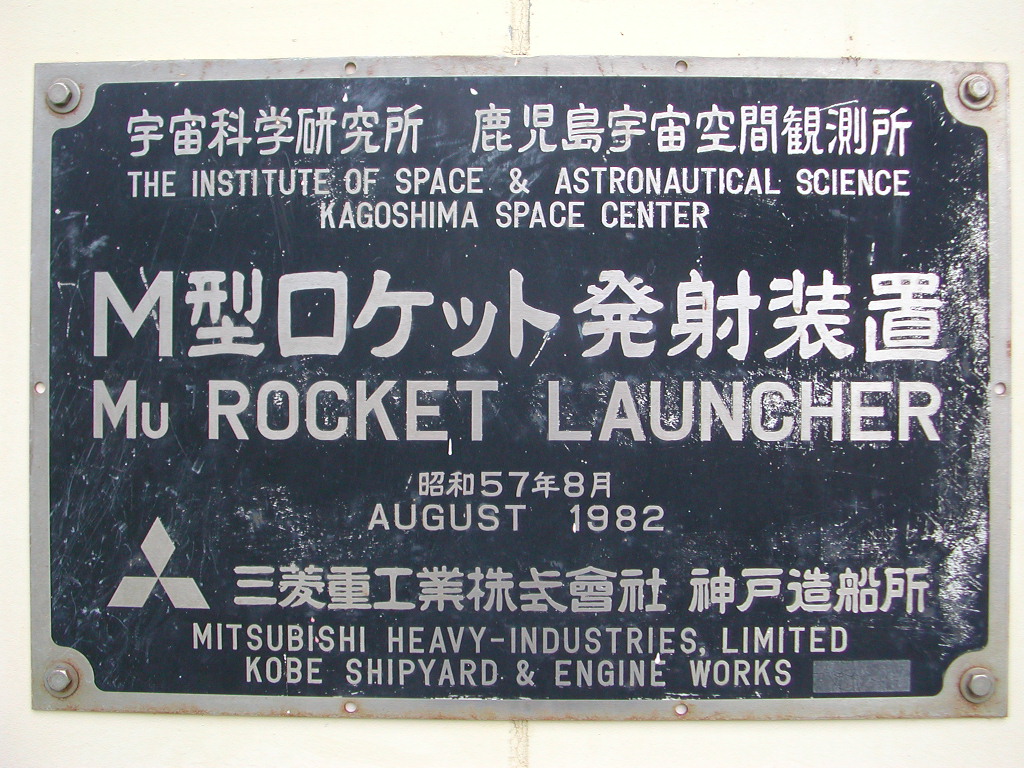 宇宙科学研究所 鹿児島宇宙空間観測所
THE INSTITUTE OF SPACE & ASTRONAUTICAL SCIENCE
KAGOSHIMA SPACE CENTER
M型ロケット発射装置
Mu ROCKET LAUNCHER
昭和57年8月
AUGUST 1982
三菱重工業株式會社 神戸造船所
MITSUBISHI HEAVY-INDUSTRIES, LIMITED
KOBE SHIPYARD & ENGINE WORKS